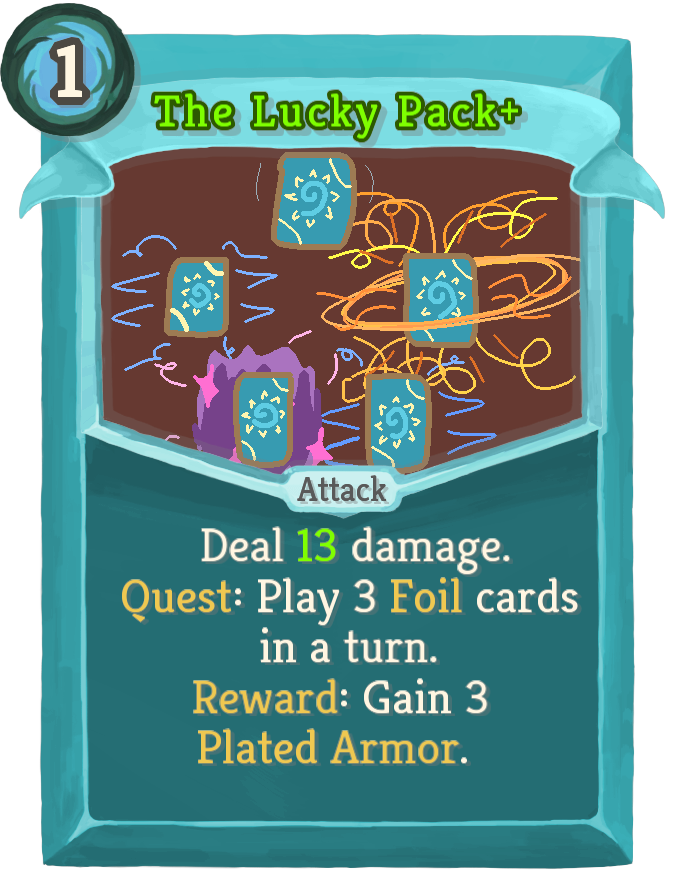 1
The Lucky Pack+
Attack
Deal 13 damage.
Quest: Play 3 Foil cards
in a turn.
Reward: Gain 3
Plated Armor.